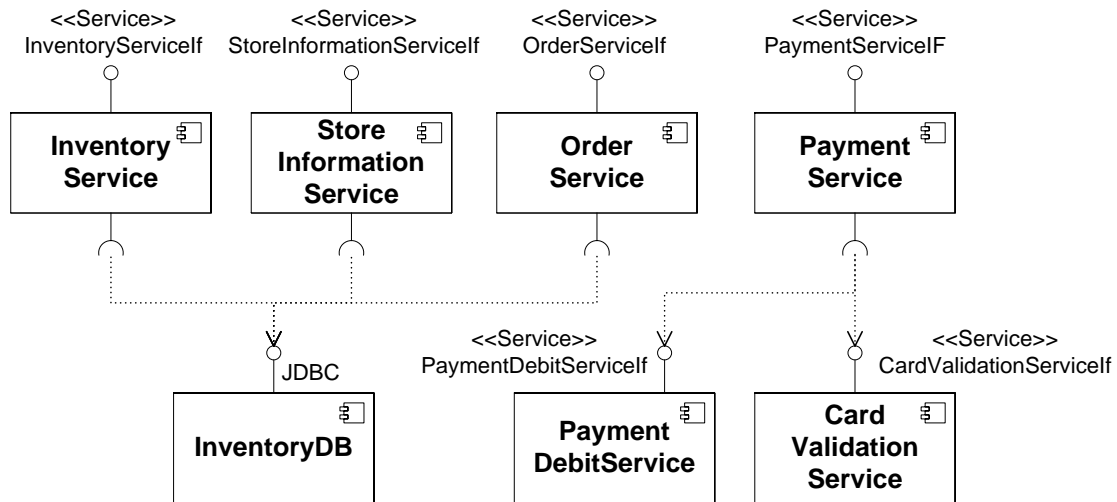 <<Service>>
InventoryServiceIf
<<Service>>
StoreInformationServiceIf
<<Service>>
OrderServiceIf
<<Service>>
PaymentServiceIF
Inventory
Service
Store
Information
Service
Order
Service
Payment
Service
JDBC
<<Service>>
PaymentDebitServiceIf
<<Service>>
CardValidationServiceIf
InventoryDB
Payment
DebitService
Card
Validation
Service